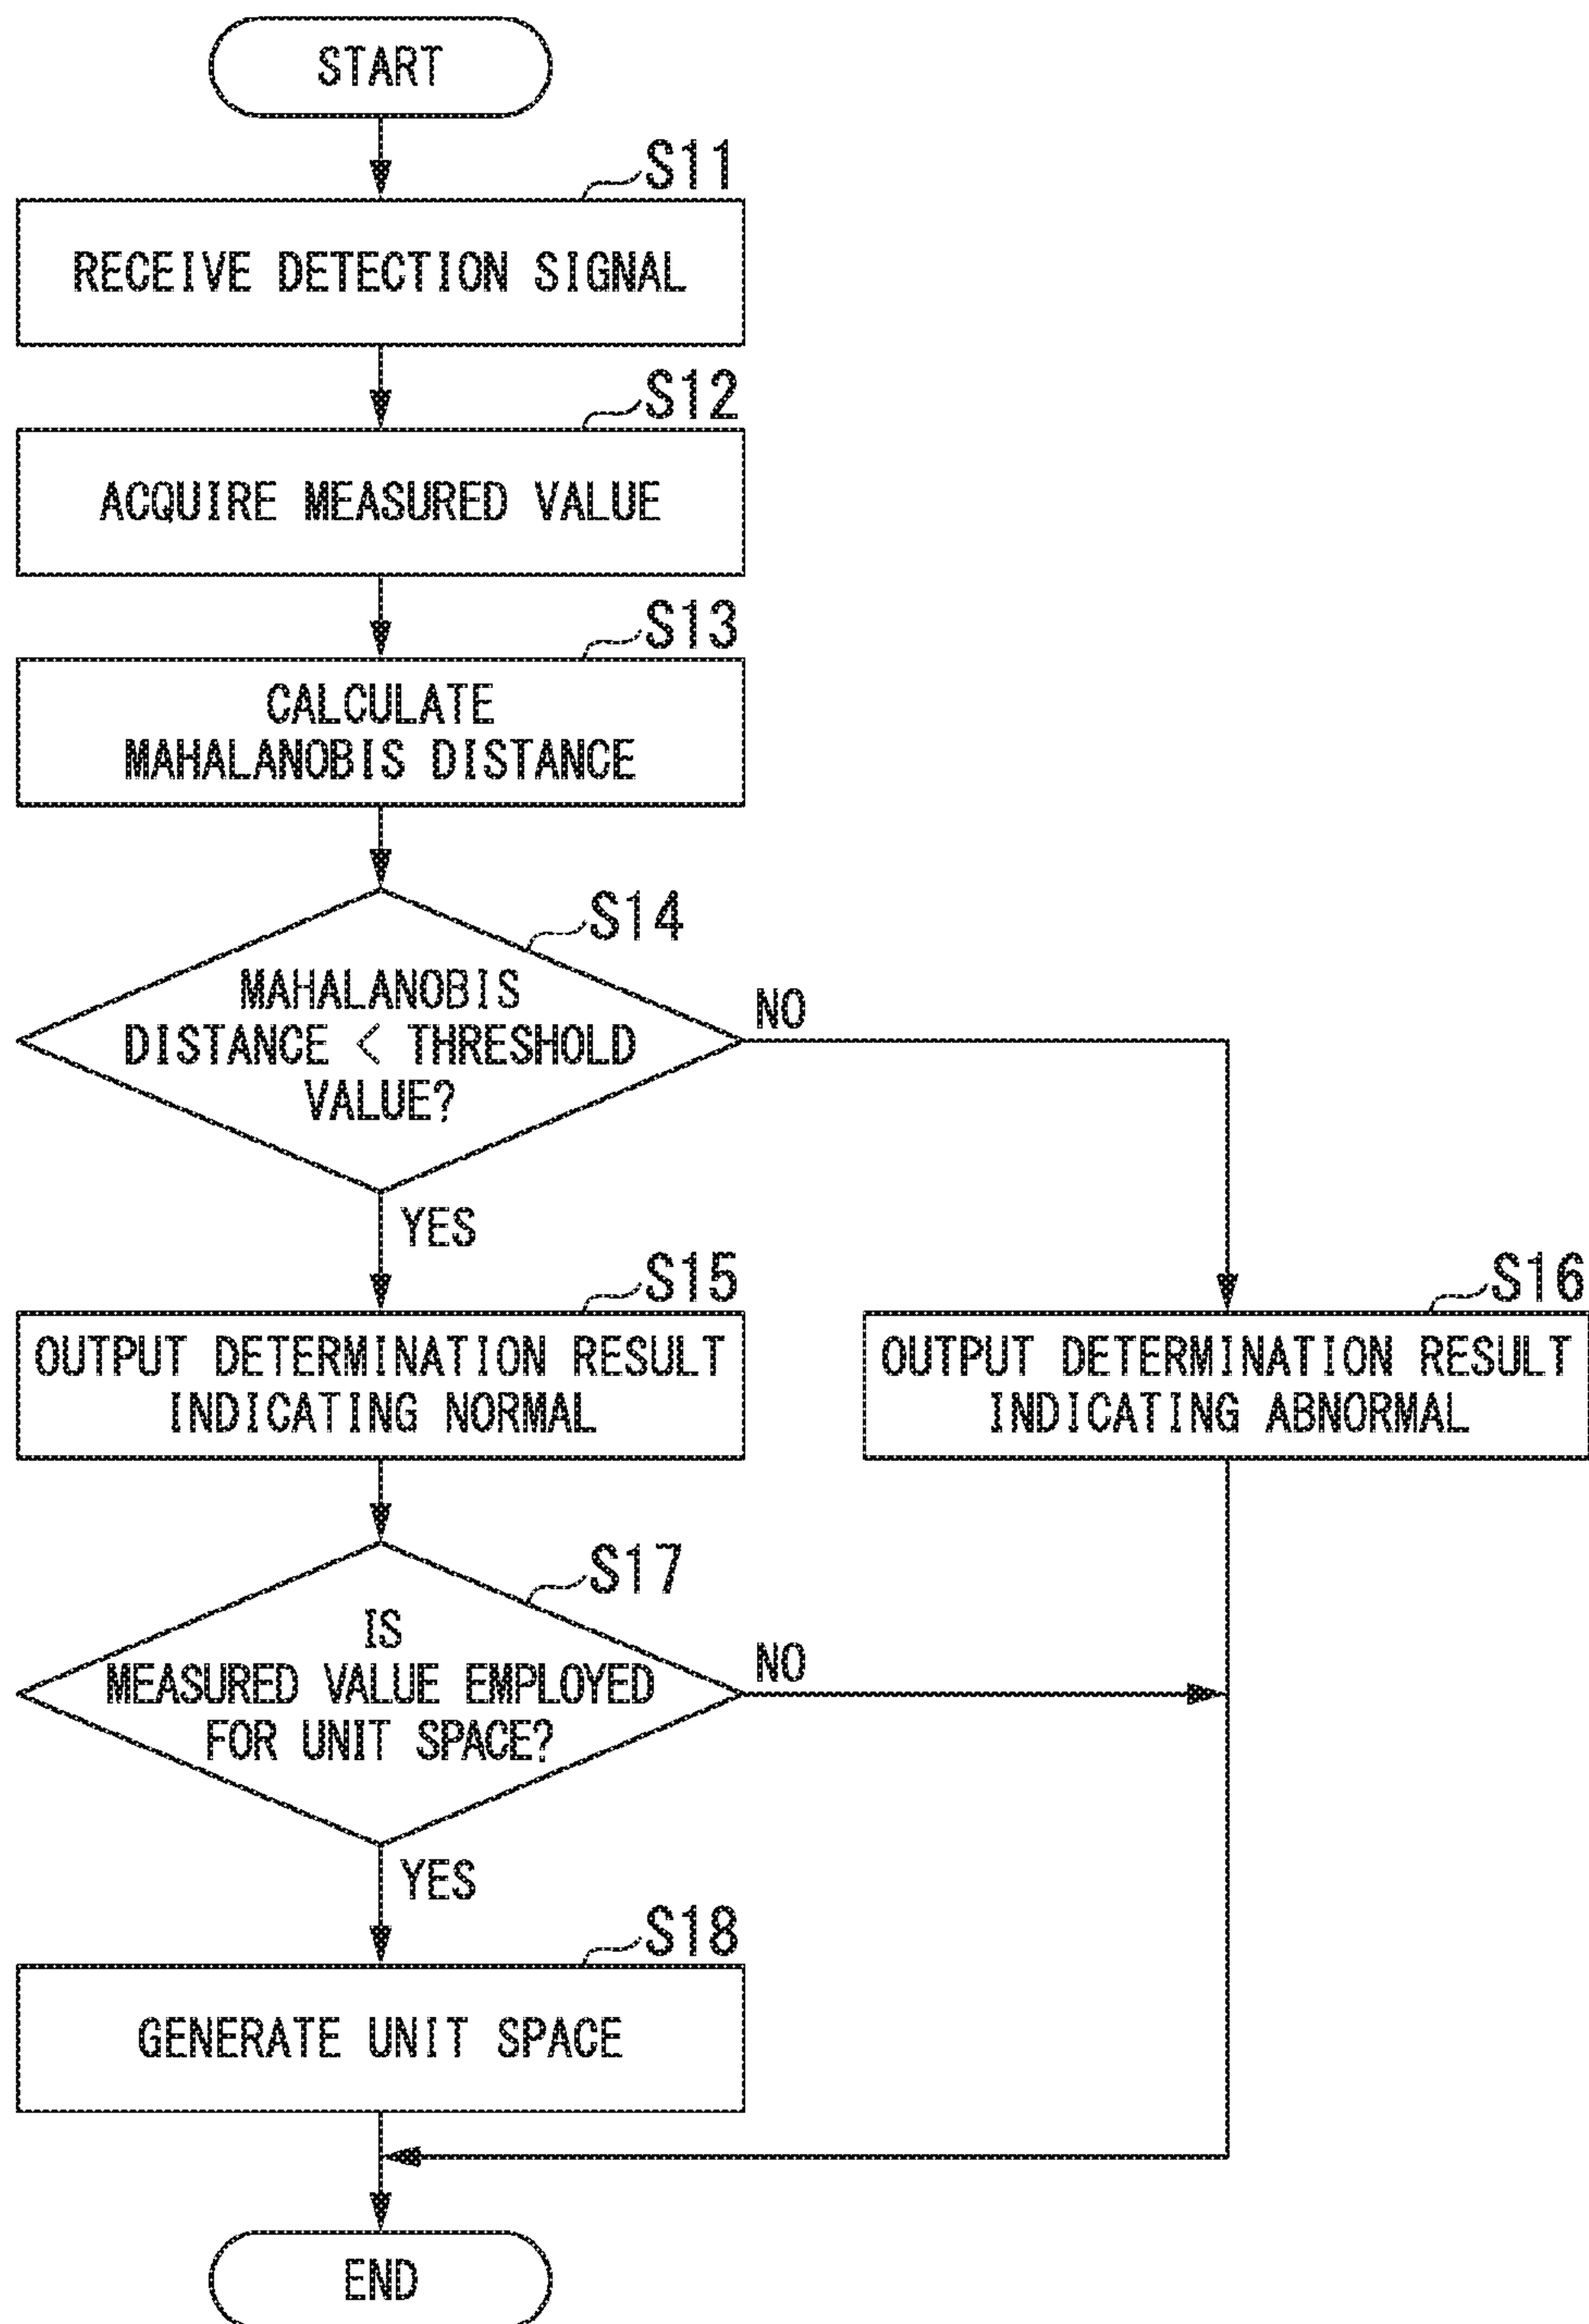 START
S11
RECEIVE DETECTION SIGNAL
S12
ACQUIRE MEASURED VALUE
S13
CALCULATE
MAHALANOBIS DISTANCE
S14
MAHALANOBIS
DISTANCE < THRESHOLD
VALUE?
NO
YES
S15
OUTPUT DETERMINATION RESULT
INDICATING NORMAL
S16
OUTPUT DETERMINATION RESULT
INDICATING ABNORMAL
S17
IS
MEASURED VALUE EMPLOYED
FOR UNIT SPACE?
NO
YES
S18
GENERATE UNIT SPACE
END